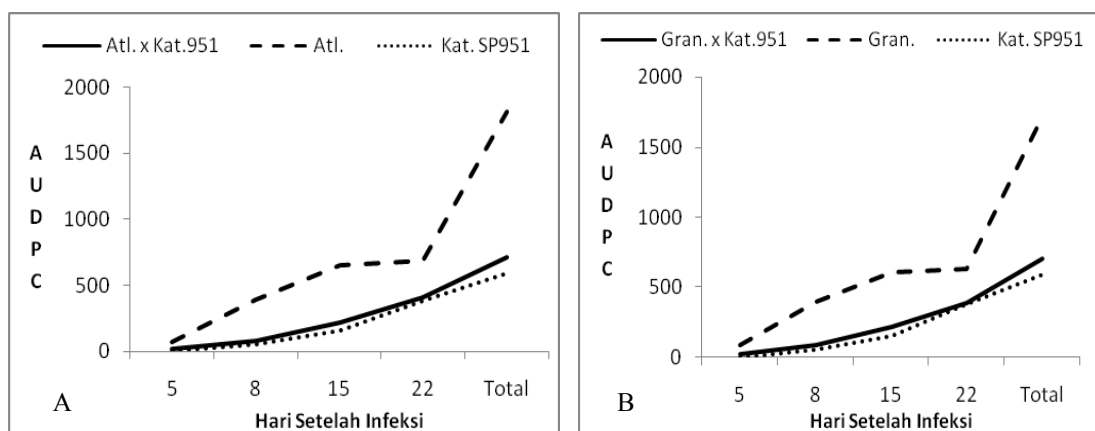 Atl. x Kat.951 Atl. Kat. SP951
2000
1500
1000
500
0
A
U
D
P
C
5 8 15 22 Total
Hari Setelah Infeksi
A
Gran. x Kat.951 Gran. Kat. SP951
2000
1500
1000
500
0
A
U
D
P
C
5 8 15 22 Total
Hari Setelah Infeksi
B